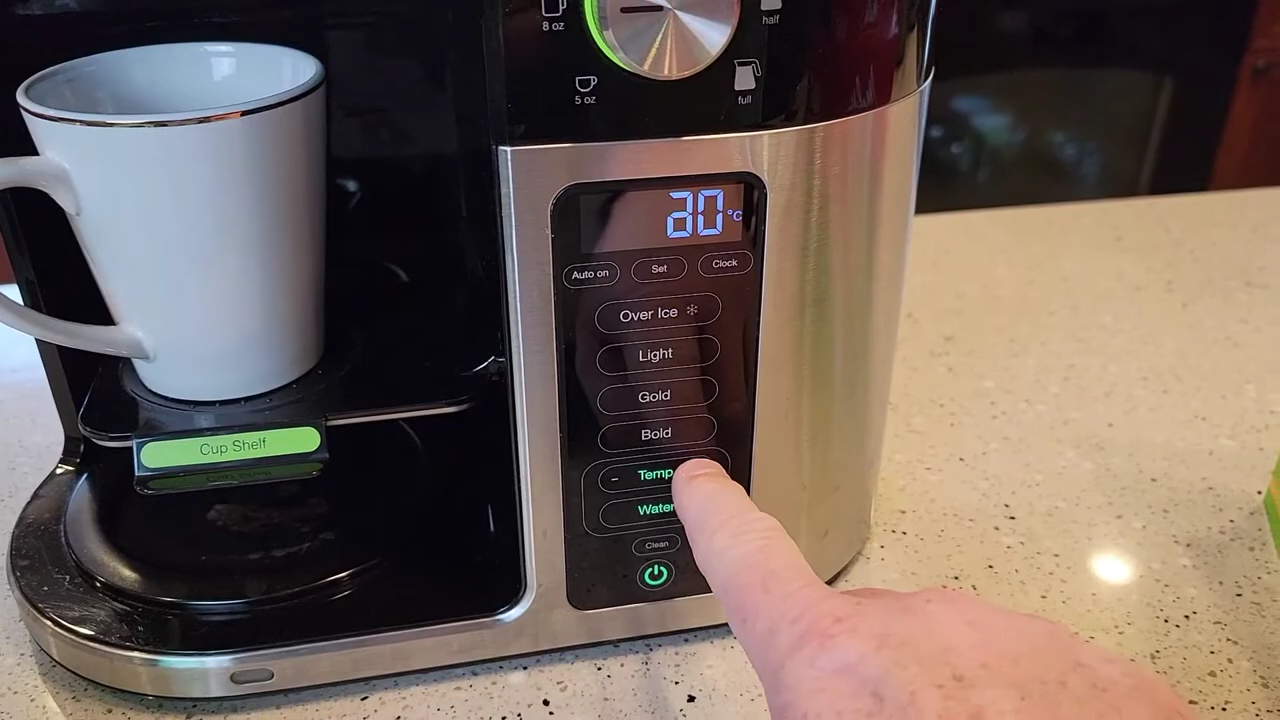 8 oz
half
5 oz
full
°C
Auto on
Set
Clock
Over Ice
Light
Gold
Bold
- Temp
Water
Clean
Cup Shelf